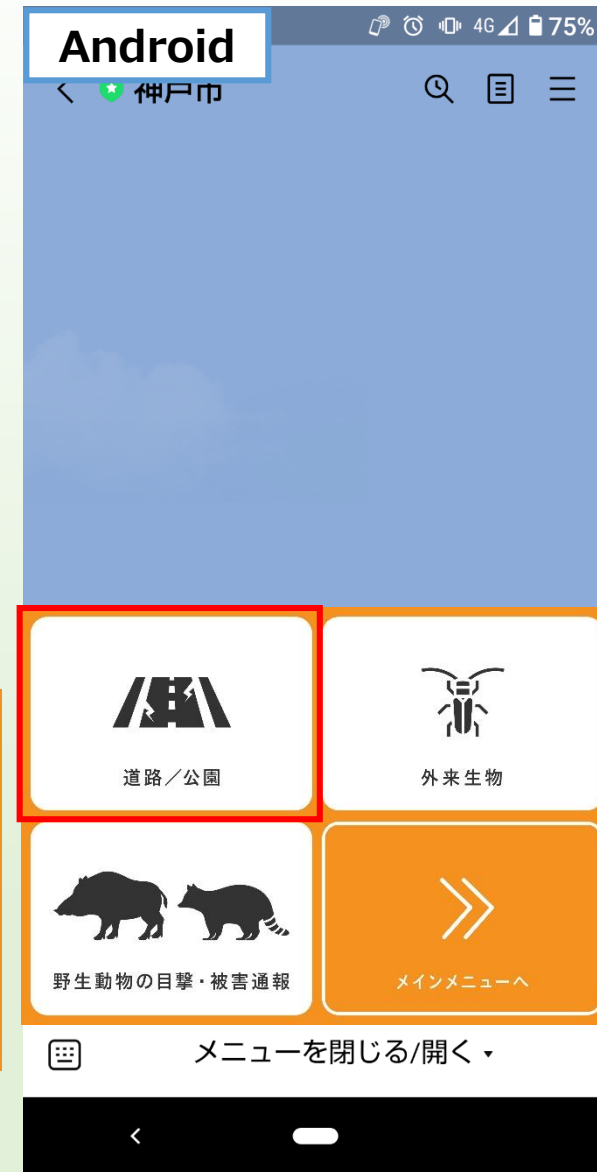 Android
4G 75%
神戸市
道路／公園
外来生物
野生動物の目撃・被害通報
メインメニューへ
メニューを閉じる/開く